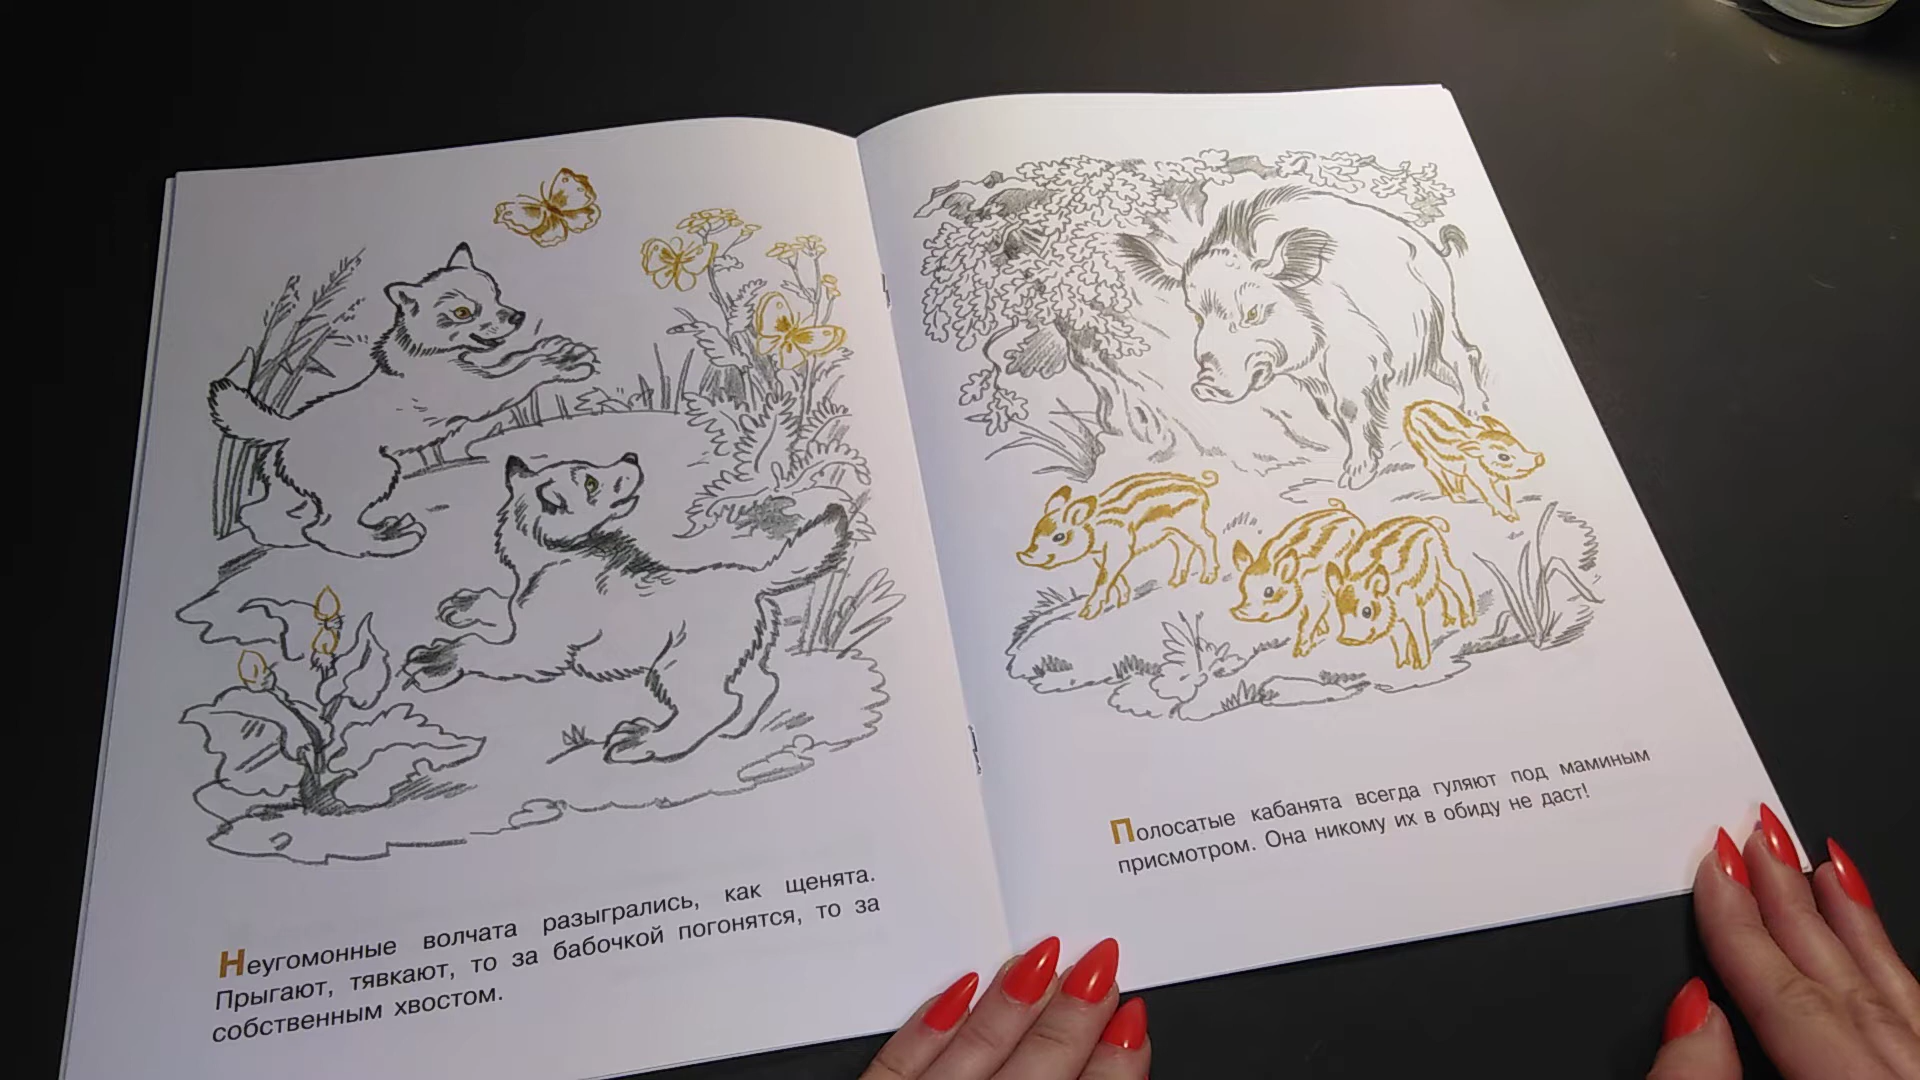 Неугомонные волчата разыгрались, как щенята.
Прыгают, тявкают, то за бабочкой погонятся, то за
собственным хвостом.
Полосатые кабанята всегда гуляют под маминым
присмотром. Она никому их в обиду не даст!